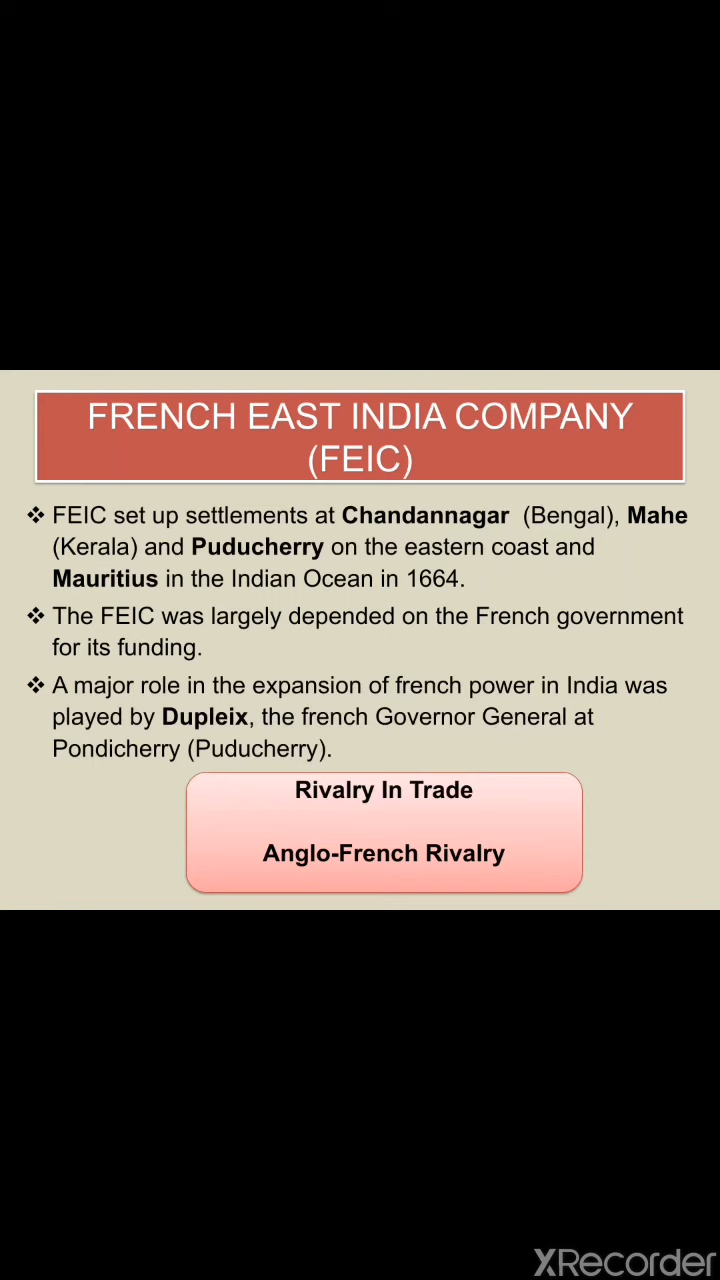 FRENCH EAST INDIA COMPANY
(FEIC)
❖ FEIC set up settlements at Chandannagar (Bengal), Mahe
(Kerala) and Puducherry on the eastern coast and
Mauritius in the Indian Ocean in 1664.
❖ The FEIC was largely depended on the French government
for its funding.
❖ A major role in the expansion of french power in India was
played by Dupleix, the french Governor General at
Pondicherry (Puducherry).
Rivalry In Trade
Anglo-French Rivalry
XRecorder